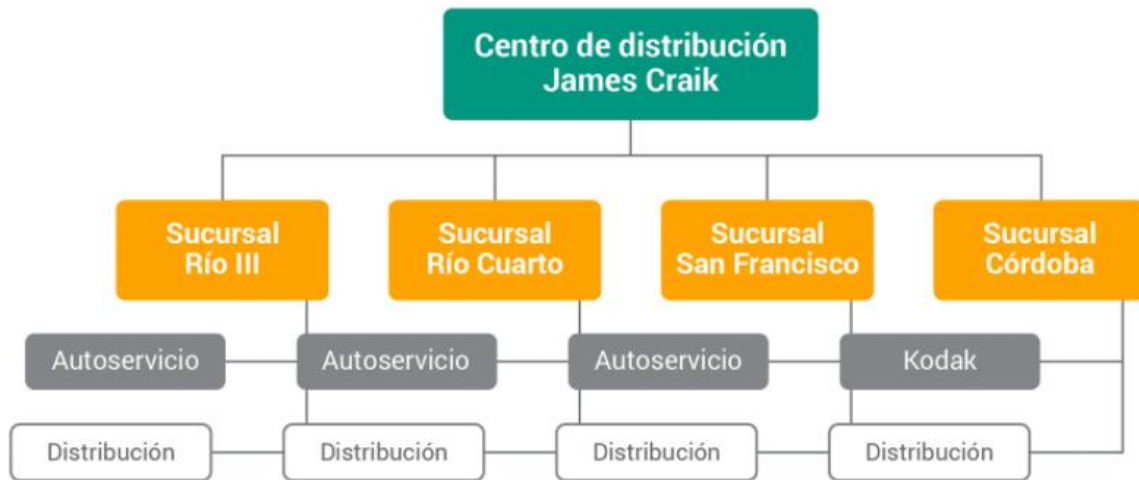 Centro de distribución
James Craik
Sucursal
Río III
Sucursal
Río Cuarto
Sucursal
San Francisco
Sucursal
Córdoba
Autoservicio
Autoservicio
Autoservicio
Kodak
Distribución
Distribución
Distribución
Distribución